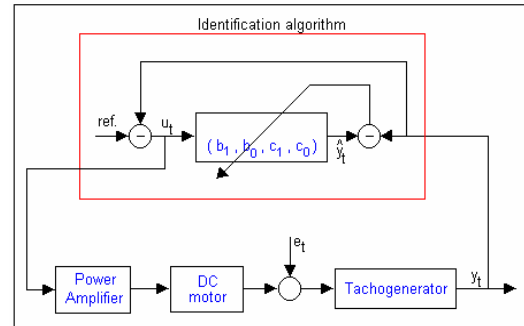 Identification algorithm
ref.
u_t
−
( b_1 , b_0 , c_1 , c_0 )
ŷ_t
−
e_t
Power
Amplifier
DC
motor
Tachogenerator
y_t